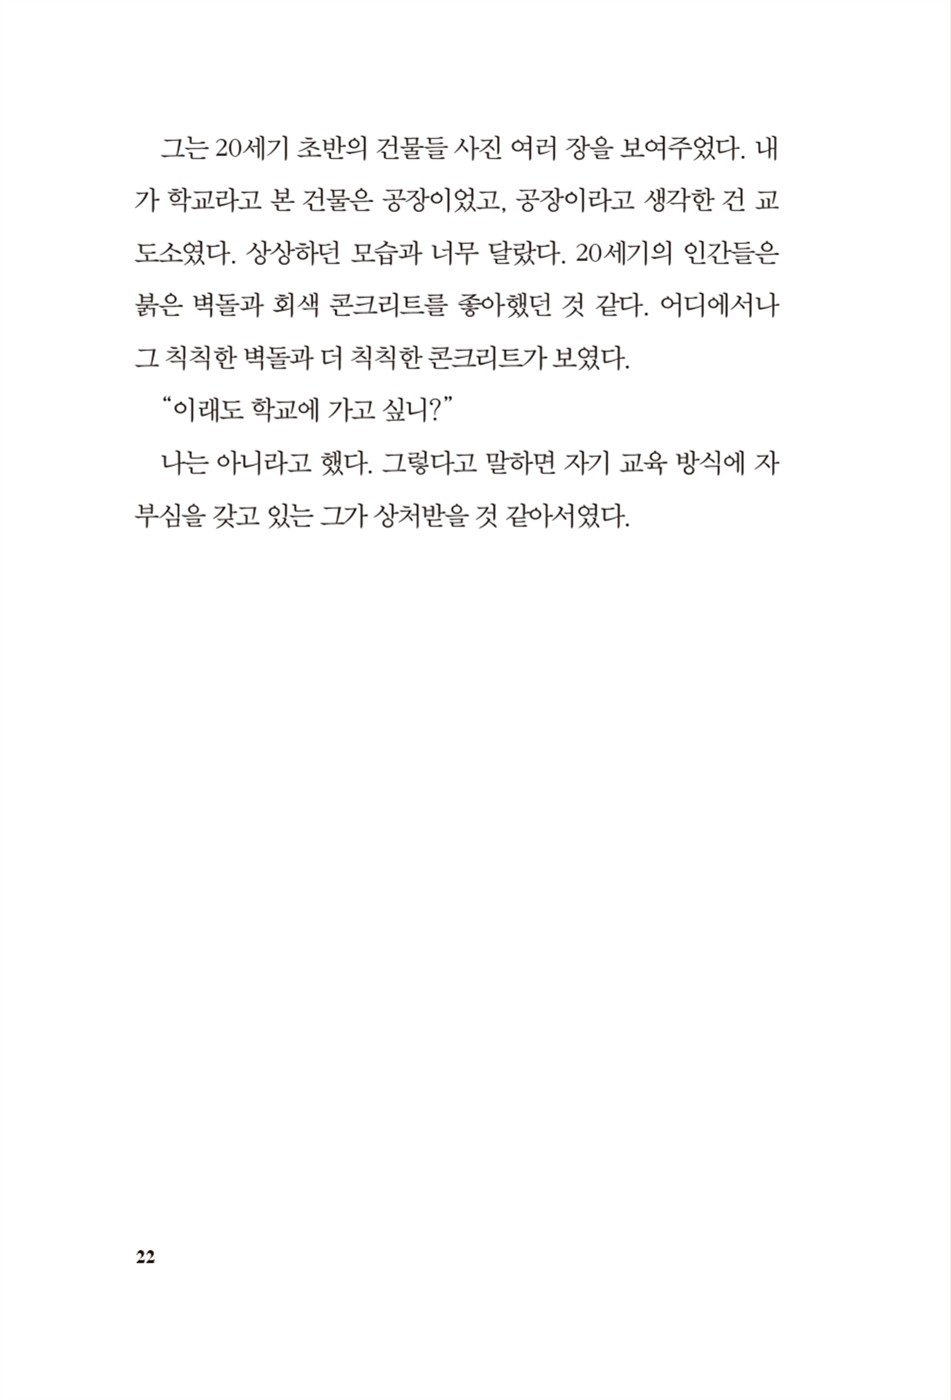 그는 20세기 초반의 건물들 사진 여러 장을 보여주었다. 내
가 학교라고 본 건물은 공장이었고, 공장이라고 생각한 건 교
도소였다. 상상하던 모습과 너무 달랐다. 20세기의 인간들은
붉은 벽돌과 회색 콘크리트를 좋아했던 것 같다. 어디에서나
그 칙칙한 벽돌과 더 칙칙한 콘크리트가 보였다.
“이래도 학교에 가고 싶니?”
나는 아니라고 했다. 그렇다고 말하면 자기 교육 방식에 자
부심을 갖고 있는 그가 상처받을 것 같아서였다.
22